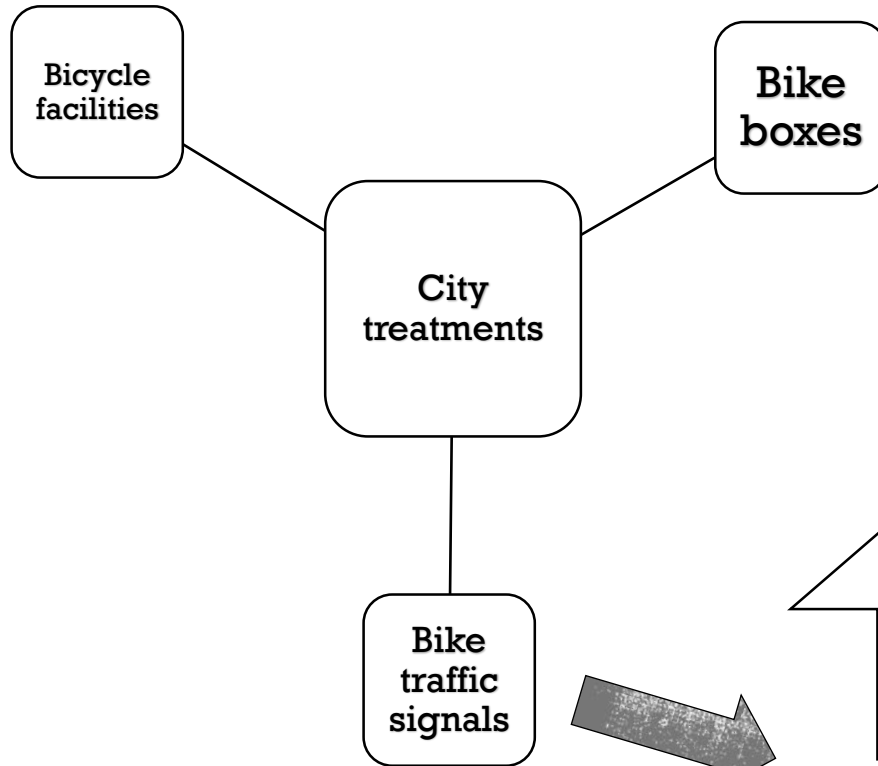 Bicycle
facilities
Bike
boxes
City
treatments
Bike
traffic
signals